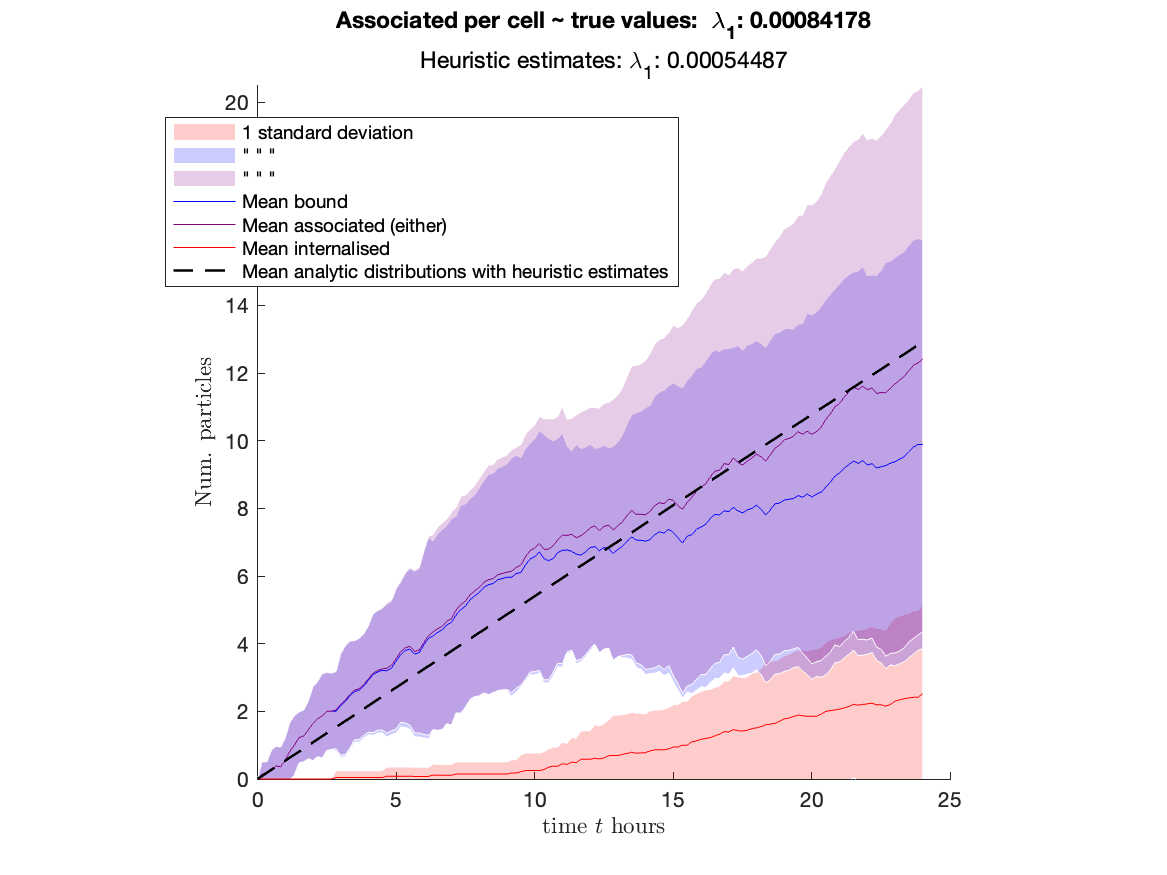 Associated per cell ~ true values: λ1: 0.00084178
Heuristic estimates: λ1: 0.00054487
20
1 standard deviation
" " "
" " "
Mean bound
Mean associated (either)
Mean internalised
Mean analytic distributions with heuristic estimates
14
12
10
8
6
4
2
0
Num. particles
0 5 10 15 20 25
time t hours